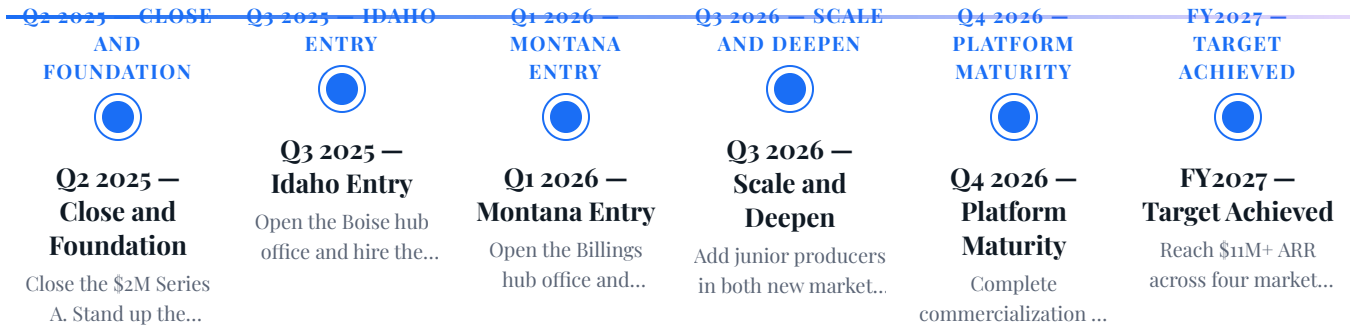 Q2 2025 — CLOSE
AND
FOUNDATION
Q2 2025 —
Close and
Foundation
Close the $2M Series
A. Stand up the...
Q3 2025 — IDAHO
ENTRY
Q3 2025 —
Idaho Entry
Open the Boise hub
office and hire the...
Q1 2026 —
MONTANA
ENTRY
Q1 2026 —
Montana Entry
Open the Billings
hub office and...
Q3 2026 — SCALE
AND DEEPEN
Q3 2026 —
Scale and
Deepen
Add junior producers
in both new market...
Q4 2026 —
PLATFORM
MATURITY
Q4 2026 —
Platform
Maturity
Complete
commercialization ...
FY2027 —
TARGET
ACHIEVED
FY2027 —
Target Achieved
Reach $11M+ ARR
across four market...